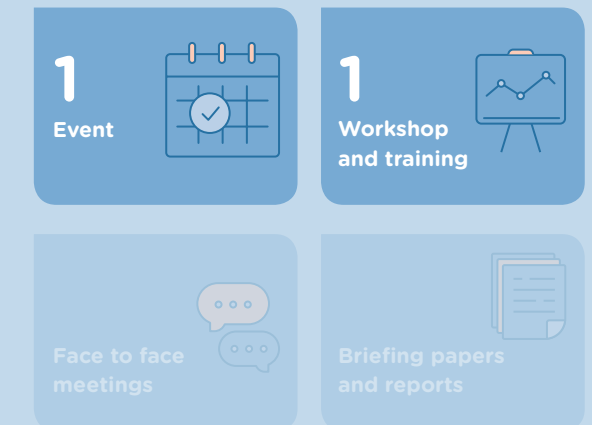 1
Event
1
Workshop
and training
Face to face
meetings
Briefing papers
and reports